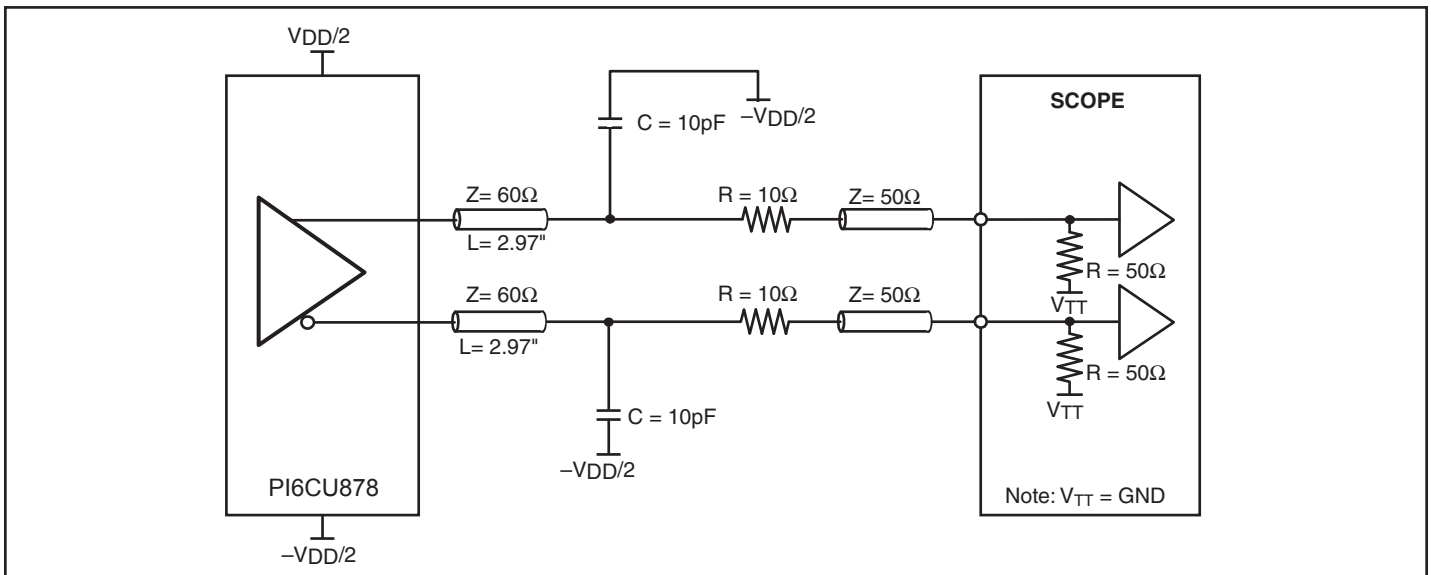 VDD/2
SCOPE
C = 10pF
–VDD/2
Z= 60Ω
R = 10Ω
Z= 50Ω
L= 2.97"
R = 50Ω
VTT
Z= 60Ω
R = 10Ω
Z= 50Ω
L= 2.97"
R = 50Ω
VTT
C = 10pF
–VDD/2
PI6CU878
Note: VTT = GND
–VDD/2